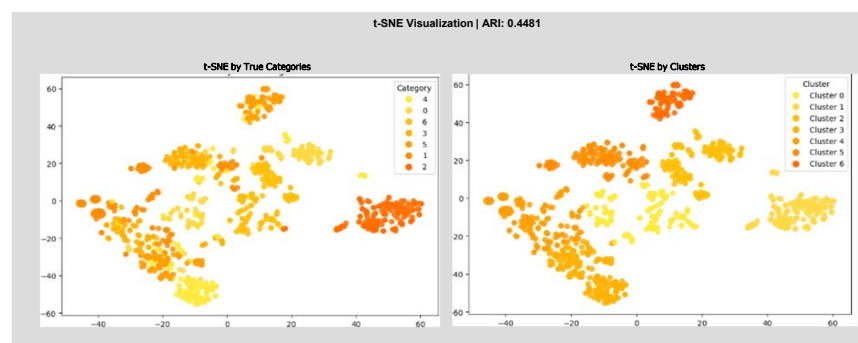 t-SNE Visualization | ARI: 0.4481
t-SNE by True Categories
60
40
20
0
−20
−40
−60
−40
−20
0
20
40
60
Category
4
0
6
3
5
1
2
t-SNE by Clusters
60
40
20
0
−20
−40
−60
−40
−20
0
20
40
60
Cluster
Cluster 0
Cluster 1
Cluster 2
Cluster 3
Cluster 4
Cluster 5
Cluster 6